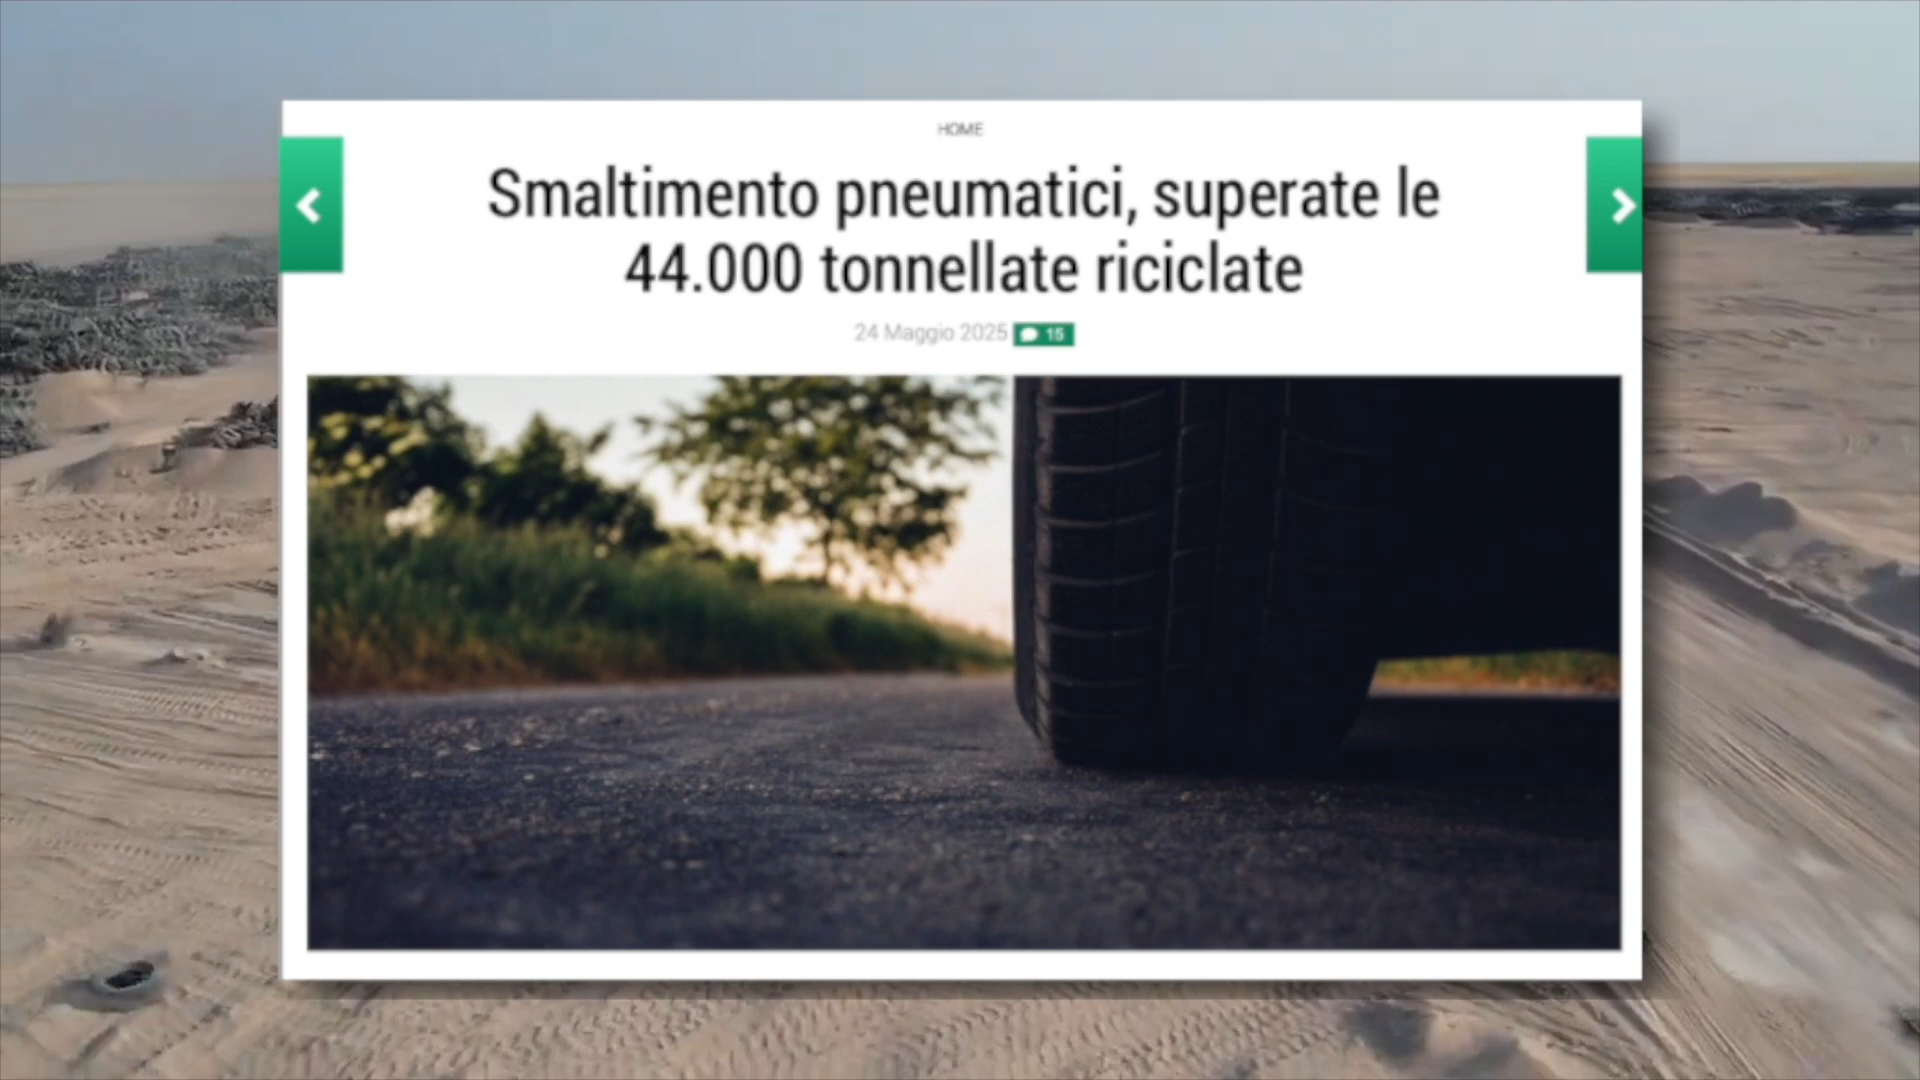 HOME
Smaltimento pneumatici, superate le
44.000 tonnellate riciclate
24 Maggio 2025 15